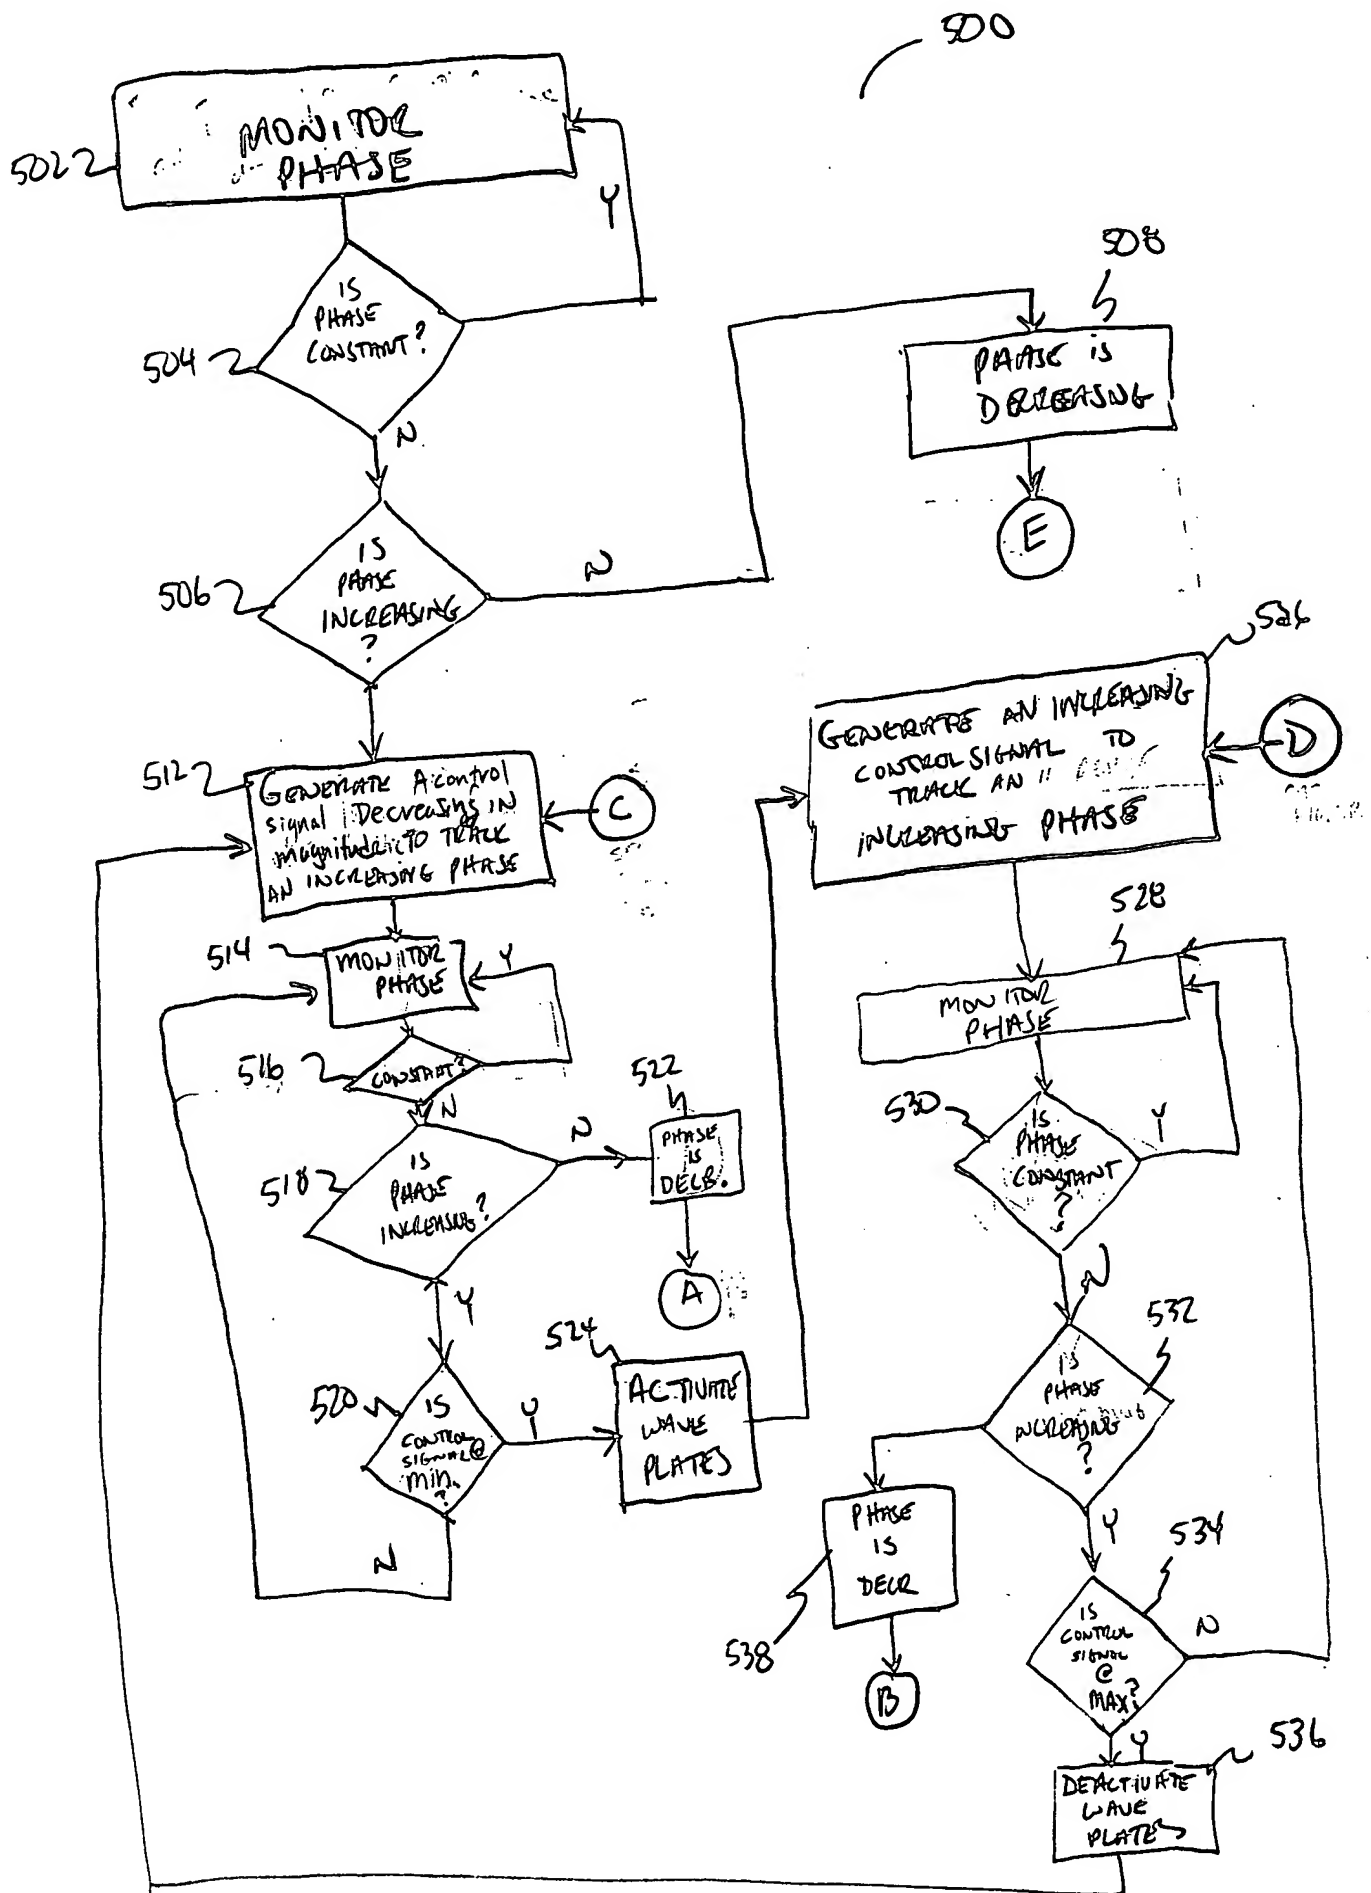 500
MONITOR
PHASE
502
Y
IS
PHASE
CONSTANT?
504
N
508
PHASE IS
DECREASING
E
IS
PHASE
INCREASING
?
506
N
526
GENERATE AN INCREASING
CONTROL SIGNAL TO
TRACK AN
INCREASING PHASE
D
512
GENERATE A control
signal Decreasing in
magnitude TO TRACK
AN INCREASING PHASE
C
514
MONITOR
PHASE
Y
516
CONSTANT?
N
518
IS
PHASE
INCREASING?
N
522
PHASE
IS
DECR.
A
Y
520
IS
CONTROL
SIGNAL @
min.
?
Y
N
524
ACTIVATE
WAVE
PLATES
528
MONITOR
PHASE
530
IS
PHASE
CONSTANT
?
Y
N
532
IS
PHASE
INCREASING
?
Y
PHASE
IS
DECR
538
B
534
IS
CONTROL
SIGNAL
@
MAX?
N
Y
536
DEACTIVATE
WAVE
PLATES